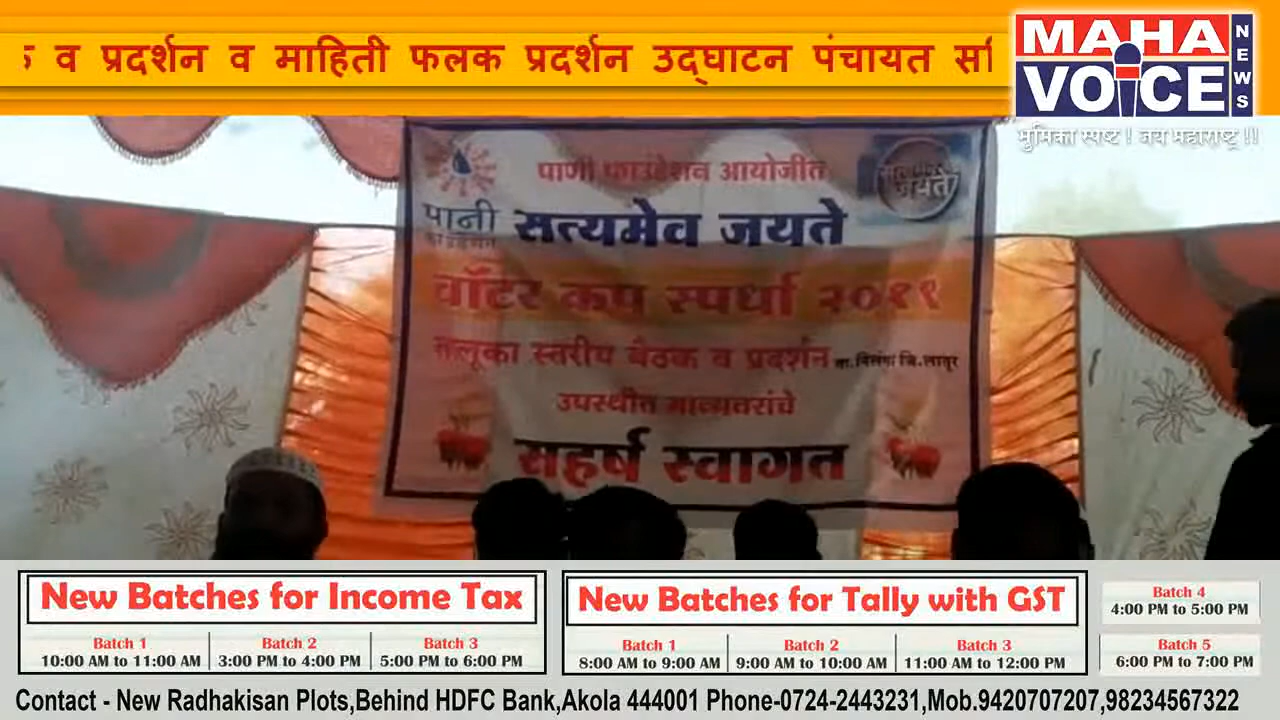 व प्रदर्शन व माहिती फलक प्रदर्शन उद्घाटन पंचायत
MAHA VOICE NEWS
भुमिका स्पष्ट ! जय महाराष्ट्र !!
पाणी फाउंडेशन आयोजीत
जयते
पानी
फाउंडेशन
सत्यमेव जयते
वॉटर कप स्पर्धा २०१९
तालूका स्तरीय बैठक व प्रदर्शन ता.निलंगा जि.लातूर
उपस्थीत मान्यवरांचे
सहर्ष स्वागत
New Batches for Income Tax
Batch 1 Batch 2 Batch 3
10:00 AM to 11:00 AM 3:00 PM to 4:00 PM 5:00 PM to 6:00 PM
New Batches for Tally with GST
Batch 1 Batch 2 Batch 3
8:00 AM to 9:00 AM 9:00 AM to 10:00 AM 11:00 AM to 12:00 PM
Batch 4
4:00 PM to 5:00 PM
Batch 5
6:00 PM to 7:00 PM
Contact - New Radhakisan Plots,Behind HDFC Bank,Akola 444001 Phone-0724-2443231,Mob.9420707207,98234567322